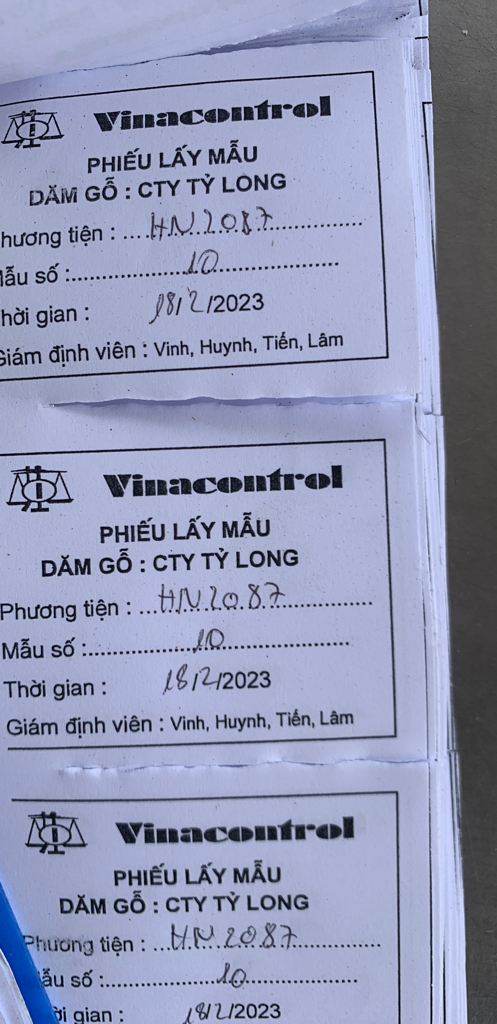 Vinacontrol
PHIẾU LẤY MẪU
DĂM GỖ : CTY TỶ LONG
hương tiện : ...HN2087...
ẫu số :...10...
hời gian : 18/2/2023
Giám định viên : Vinh, Huynh, Tiến, Lâm
Vinacontrol
PHIẾU LẤY MẪU
DĂM GỖ : CTY TỶ LONG
Phương tiện : ...HN2087...
Mẫu số :...10...
Thời gian : 18/2/2023
Giám định viên : Vinh, Huynh, Tiến, Lâm
Vinacontrol
PHIẾU LẤY MẪU
DĂM GỖ : CTY TỶ LONG
Phương tiện : ...HN2087...
ẫu số :...10...
ời gian : 18/2/2023